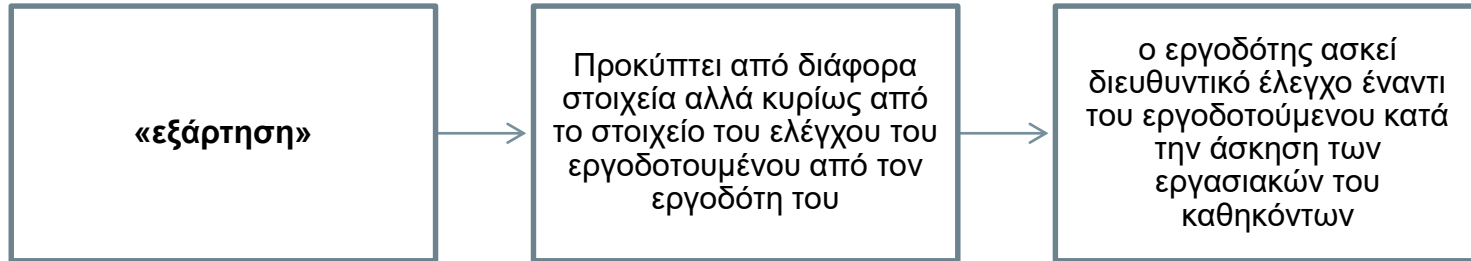 «εξάρτηση»
Προκύπτει από διάφορα
στοιχεία αλλά κυρίως από
το στοιχείο του ελέγχου του
εργοδοτουμένου από τον
εργοδότη του
ο εργοδότης ασκεί
διευθυντικό έλεγχο έναντι
του εργοδοτούμενου κατά
την άσκηση των
εργασιακών του
καθηκόντων